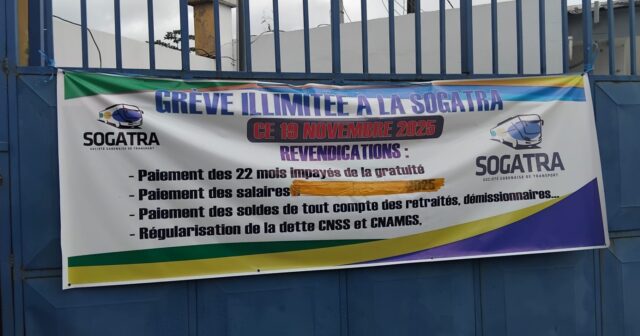 GRÈVE ILLIMITÉE À LA SOGATRA
CE 19 NOVEMBRE 2025
REVENDICATIONS :
SOGATRA
SOCIÉTÉ GABONAISE DE TRANSPORT
- Paiement des 22 mois impayés de la gratuité
- Paiement des salaires 2025
- Paiement des soldes de tout compte des retraités, démissionnaires...
- Régularisation de la dette CNSS et CNAMGS.
SOGATRA
SOCIÉTÉ GABONAISE DE TRANSPORT